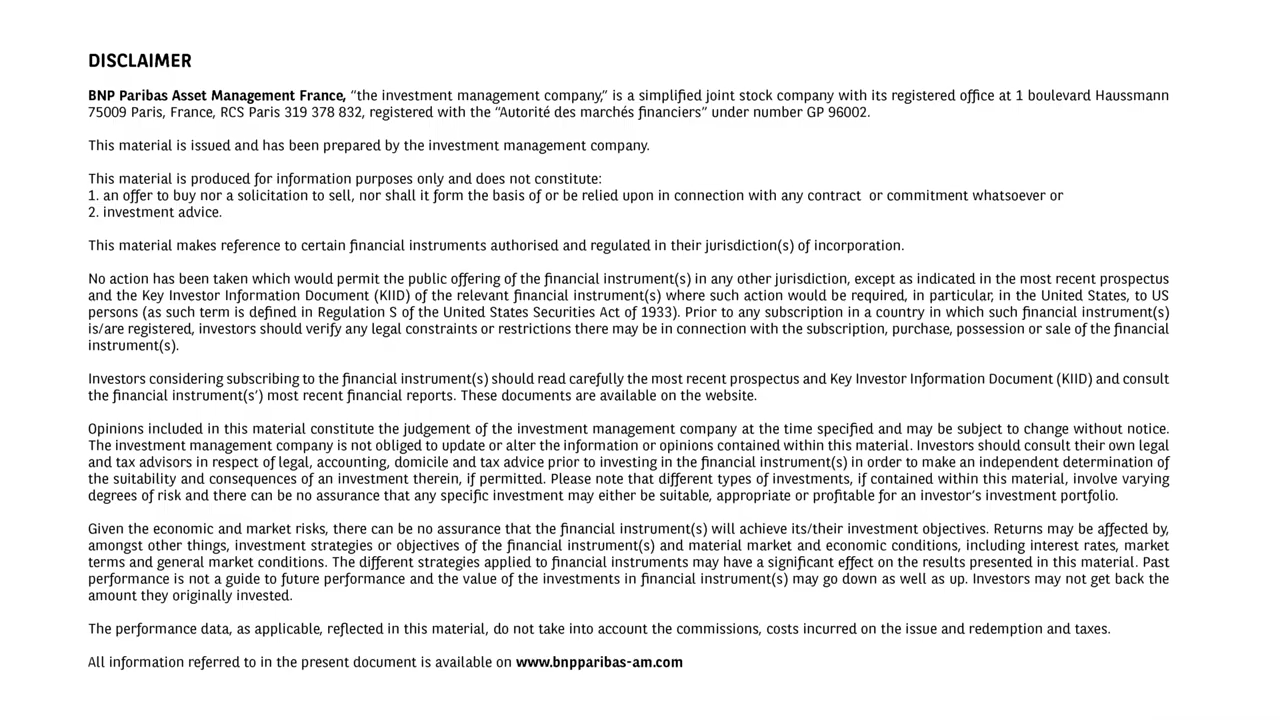 DISCLAIMER
BNP Paribas Asset Management France, “the investment management company,” is a simplified joint stock company with its registered office at 1 boulevard Haussmann
75009 Paris, France, RCS Paris 319 378 832, registered with the “Autorité des marchés financiers” under number GP 96002.
This material is issued and has been prepared by the investment management company.
This material is produced for information purposes only and does not constitute:
1. an offer to buy nor a solicitation to sell, nor shall it form the basis of or be relied upon in connection with any contract or commitment whatsoever or
2. investment advice.
This material makes reference to certain financial instruments authorised and regulated in their jurisdiction(s) of incorporation.
No action has been taken which would permit the public offering of the financial instrument(s) in any other jurisdiction, except as indicated in the most recent prospectus
and the Key Investor Information Document (KIID) of the relevant financial instrument(s) where such action would be required, in particular, in the United States, to US
persons (as such term is defined in Regulation S of the United States Securities Act of 1933). Prior to any subscription in a country in which such financial instrument(s)
is/are registered, investors should verify any legal constraints or restrictions there may be in connection with the subscription, purchase, possession or sale of the financial
instrument(s).
Investors considering subscribing to the financial instrument(s) should read carefully the most recent prospectus and Key Investor Information Document (KIID) and consult
the financial instrument(s’) most recent financial reports. These documents are available on the website.
Opinions included in this material constitute the judgement of the investment management company at the time specified and may be subject to change without notice.
The investment management company is not obliged to update or alter the information or opinions contained within this material. Investors should consult their own legal
and tax advisors in respect of legal, accounting, domicile and tax advice prior to investing in the financial instrument(s) in order to make an independent determination of
the suitability and consequences of an investment therein, if permitted. Please note that different types of investments, if contained within this material, involve varying
degrees of risk and there can be no assurance that any specific investment may either be suitable, appropriate or profitable for an investor’s investment portfolio.
Given the economic and market risks, there can be no assurance that the financial instrument(s) will achieve its/their investment objectives. Returns may be affected by,
amongst other things, investment strategies or objectives of the financial instrument(s) and material market and economic conditions, including interest rates, market
terms and general market conditions. The different strategies applied to financial instruments may have a significant effect on the results presented in this material. Past
performance is not a guide to future performance and the value of the investments in financial instrument(s) may go down as well as up. Investors may not get back the
amount they originally invested.
The performance data, as applicable, reflected in this material, do not take into account the commissions, costs incurred on the issue and redemption and taxes.
All information referred to in the present document is available on www.bnpparibas-am.com